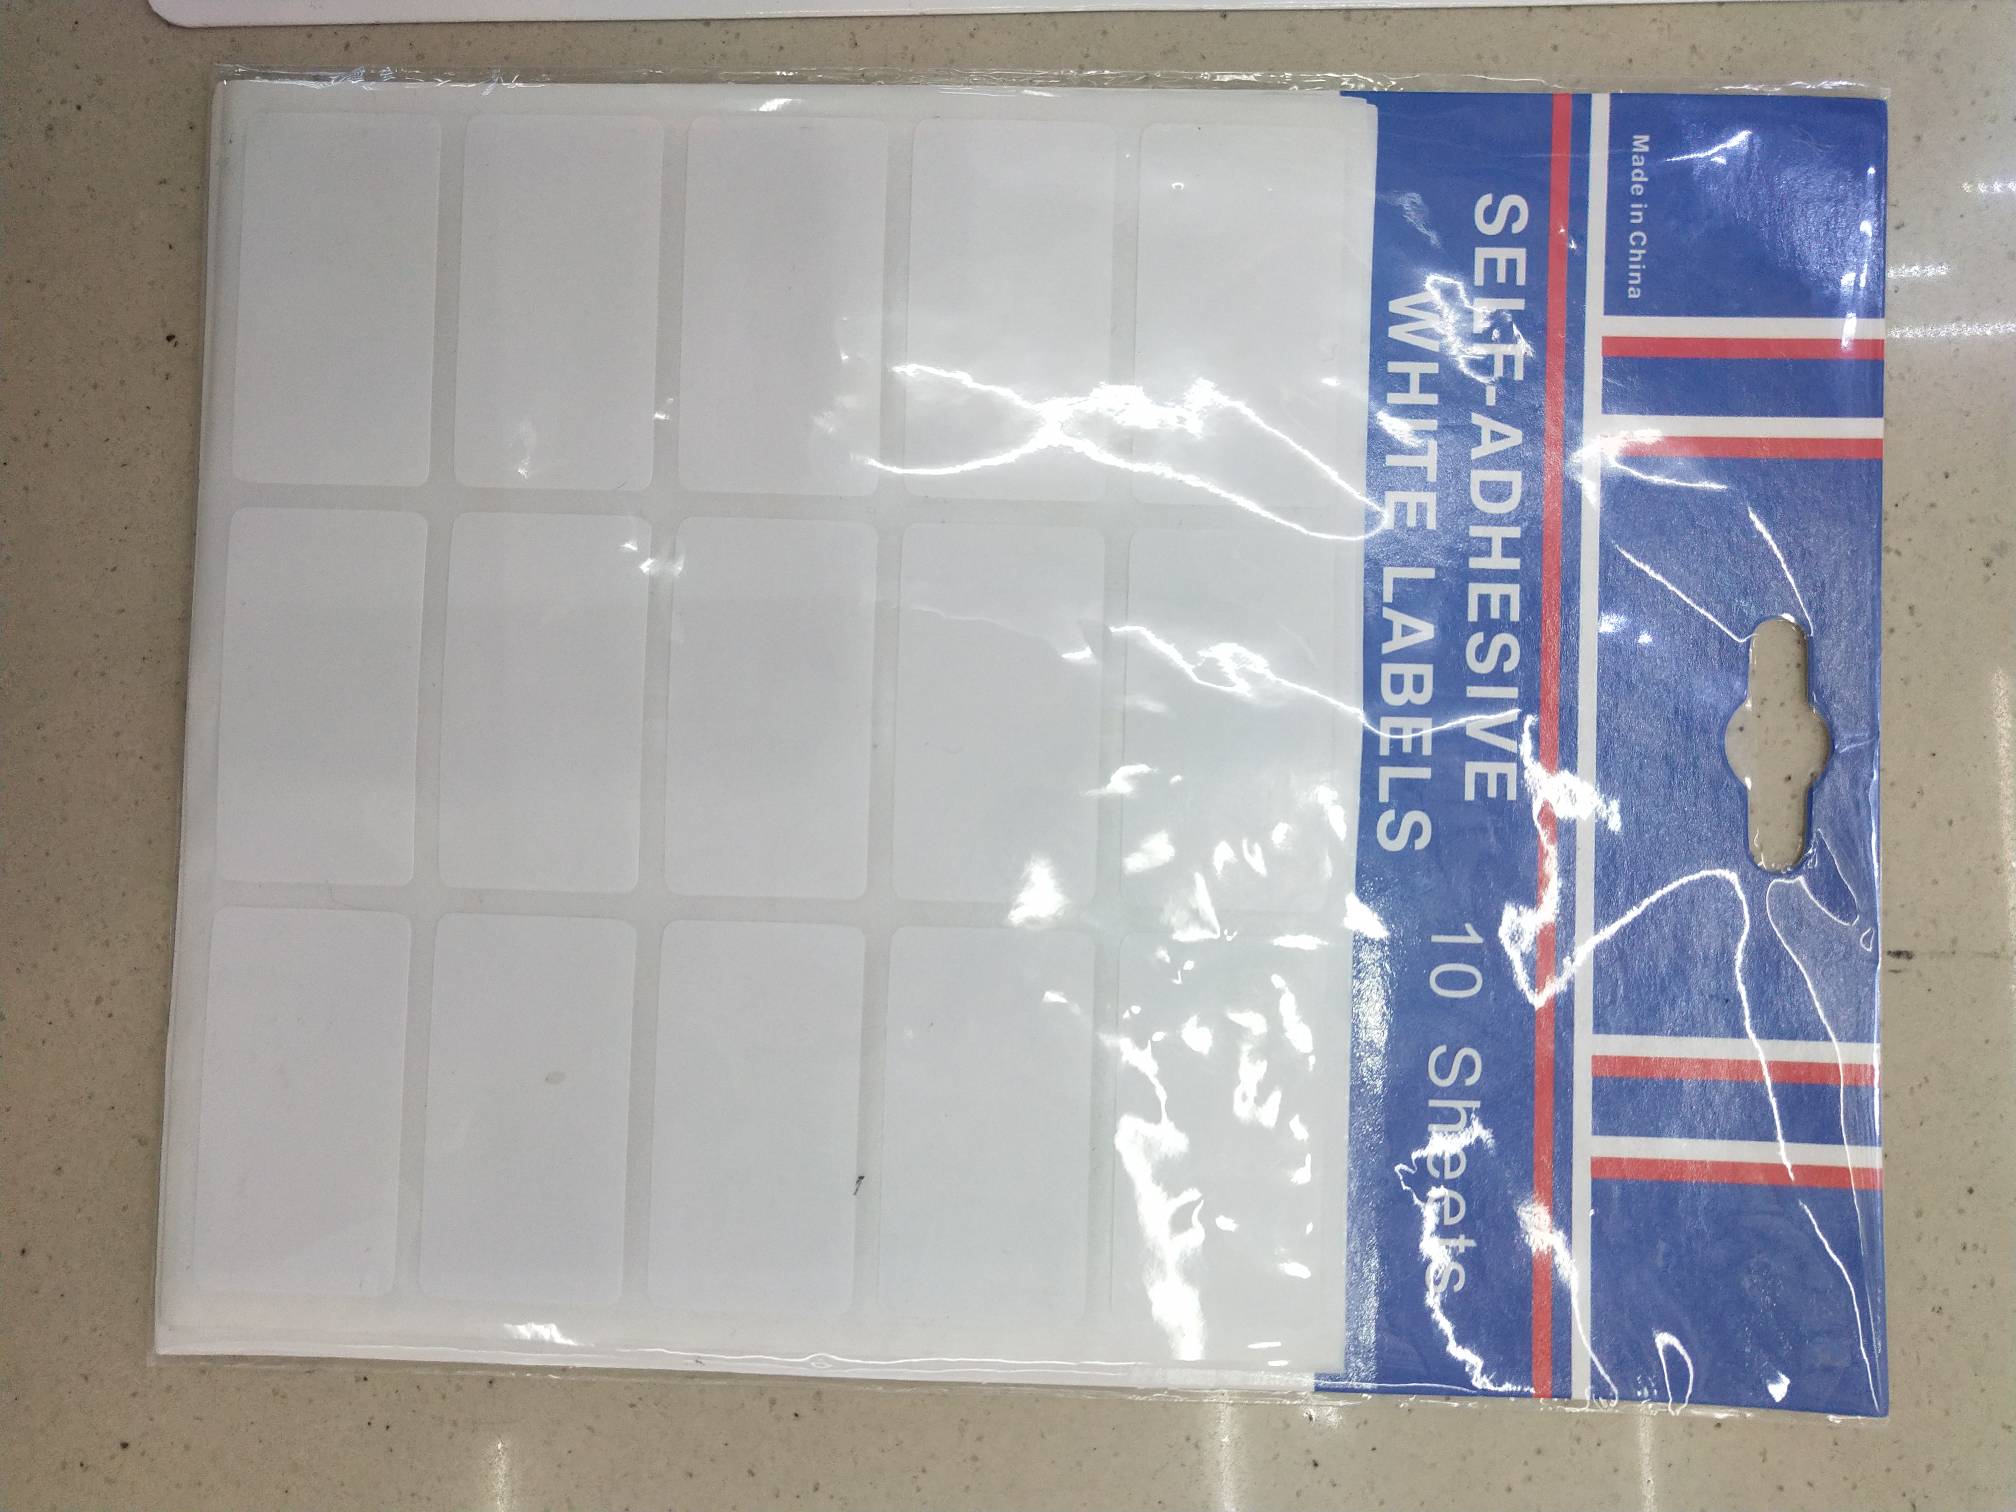 Made in China
SELF-ADHESIVE
WHITE LABELS 10 Sheets